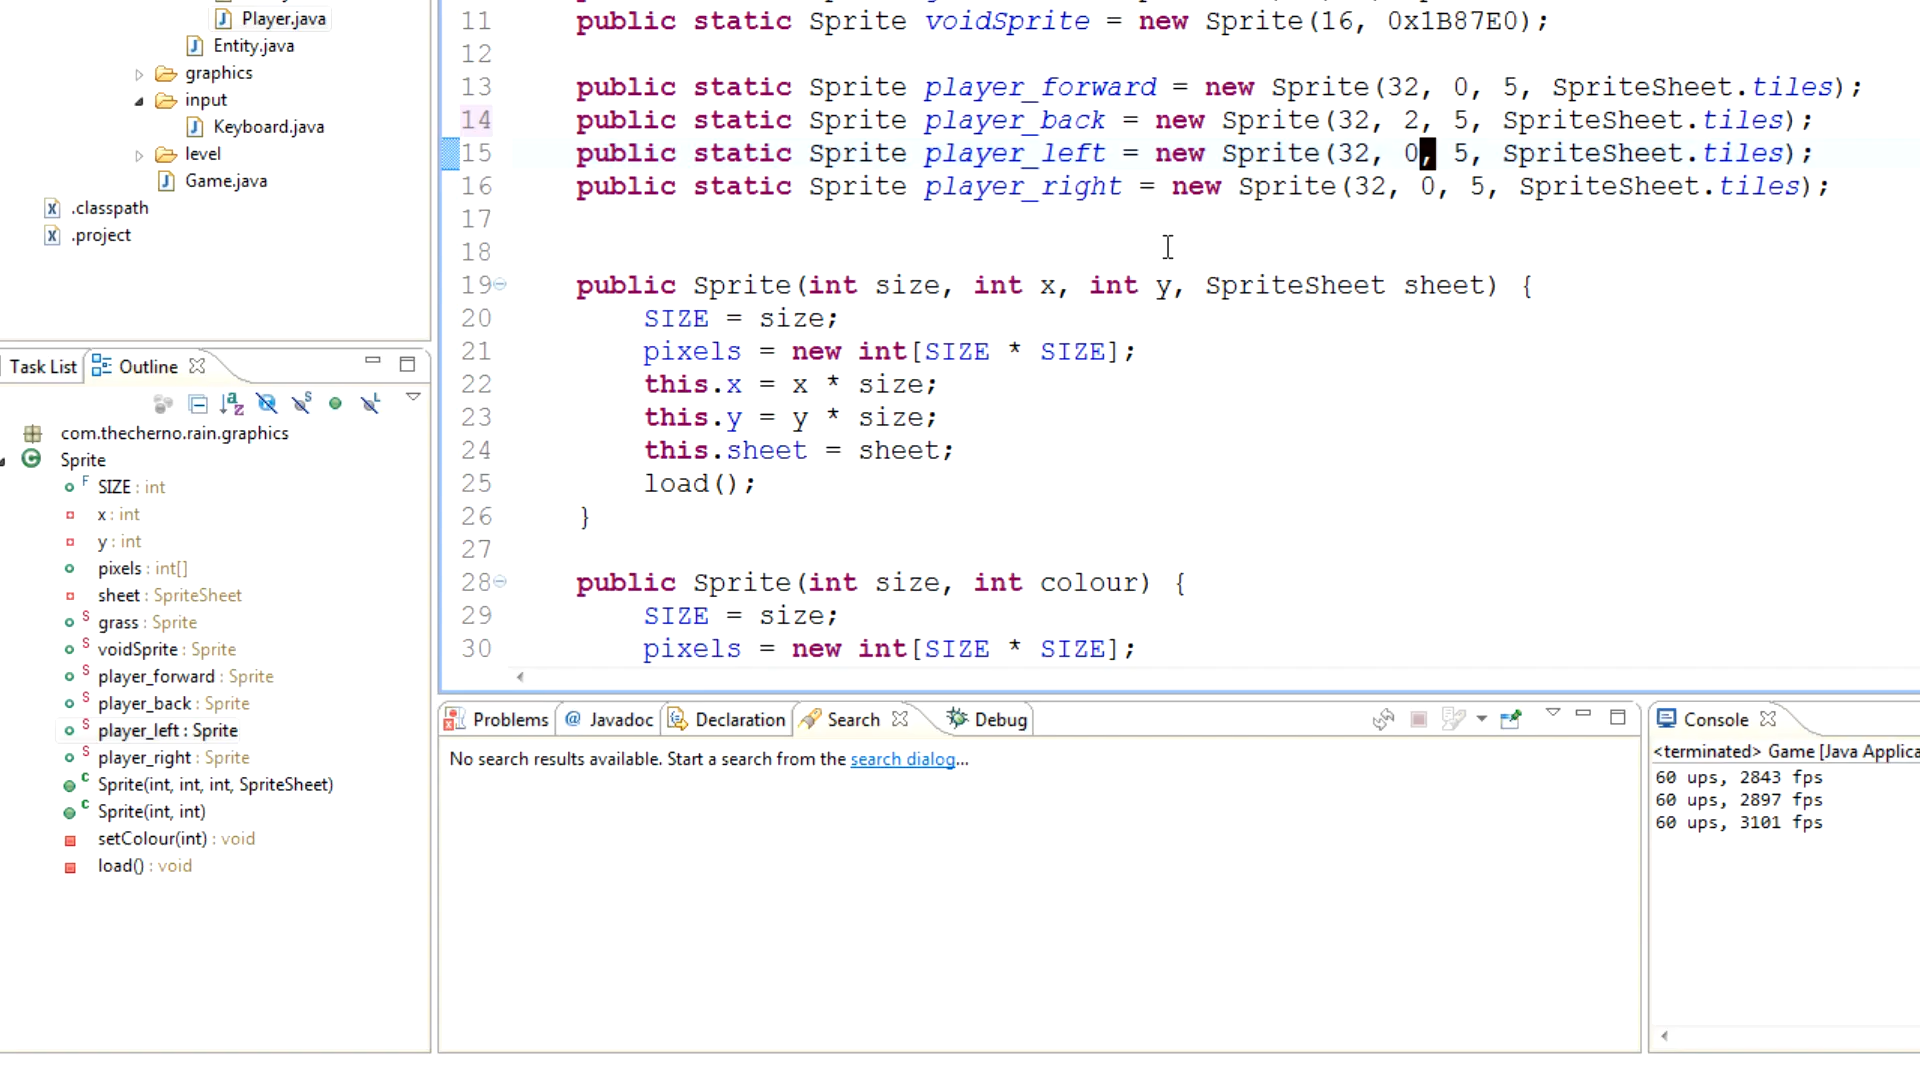 Player.java
Entity.java
graphics
input
Keyboard.java
level
Game.java
.classpath
.project
Task List
Outline
com.thecherno.rain.graphics
Sprite
SIZE : int
x : int
y : int
pixels : int[]
sheet : SpriteSheet
grass : Sprite
voidSprite : Sprite
player_forward : Sprite
player_back : Sprite
player_left : Sprite
player_right : Sprite
Sprite(int, int, int, SpriteSheet)
Sprite(int, int)
setColour(int) : void
load() : void
11 public static Sprite voidSprite = new Sprite(16, 0x1B87E0);
12
13 public static Sprite player_forward = new Sprite(32, 0, 5, SpriteSheet.tiles);
14 public static Sprite player_back = new Sprite(32, 2, 5, SpriteSheet.tiles);
15 public static Sprite player_left = new Sprite(32, 0, 5, SpriteSheet.tiles);
16 public static Sprite player_right = new Sprite(32, 0, 5, SpriteSheet.tiles);
17
18
19 public Sprite(int size, int x, int y, SpriteSheet sheet) {
20 SIZE = size;
21 pixels = new int[SIZE * SIZE];
22 this.x = x * size;
23 this.y = y * size;
24 this.sheet = sheet;
25 load();
26 }
27
28 public Sprite(int size, int colour) {
29 SIZE = size;
30 pixels = new int[SIZE * SIZE];
Problems
Javadoc
Declaration
Search
Debug
No search results available. Start a search from the search dialog...
Console
<terminated> Game [Java Applica
60 ups, 2843 fps
60 ups, 2897 fps
60 ups, 3101 fps